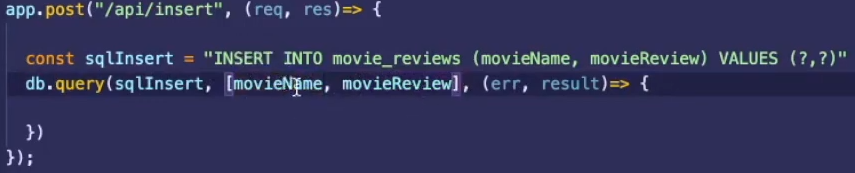 app.post("/api/insert", (req, res)=> {
const sqlInsert = "INSERT INTO movie_reviews (movieName, movieReview) VALUES (?,?)"
db.query(sqlInsert, [movieName, movieReview], (err, result)=> {
})
});